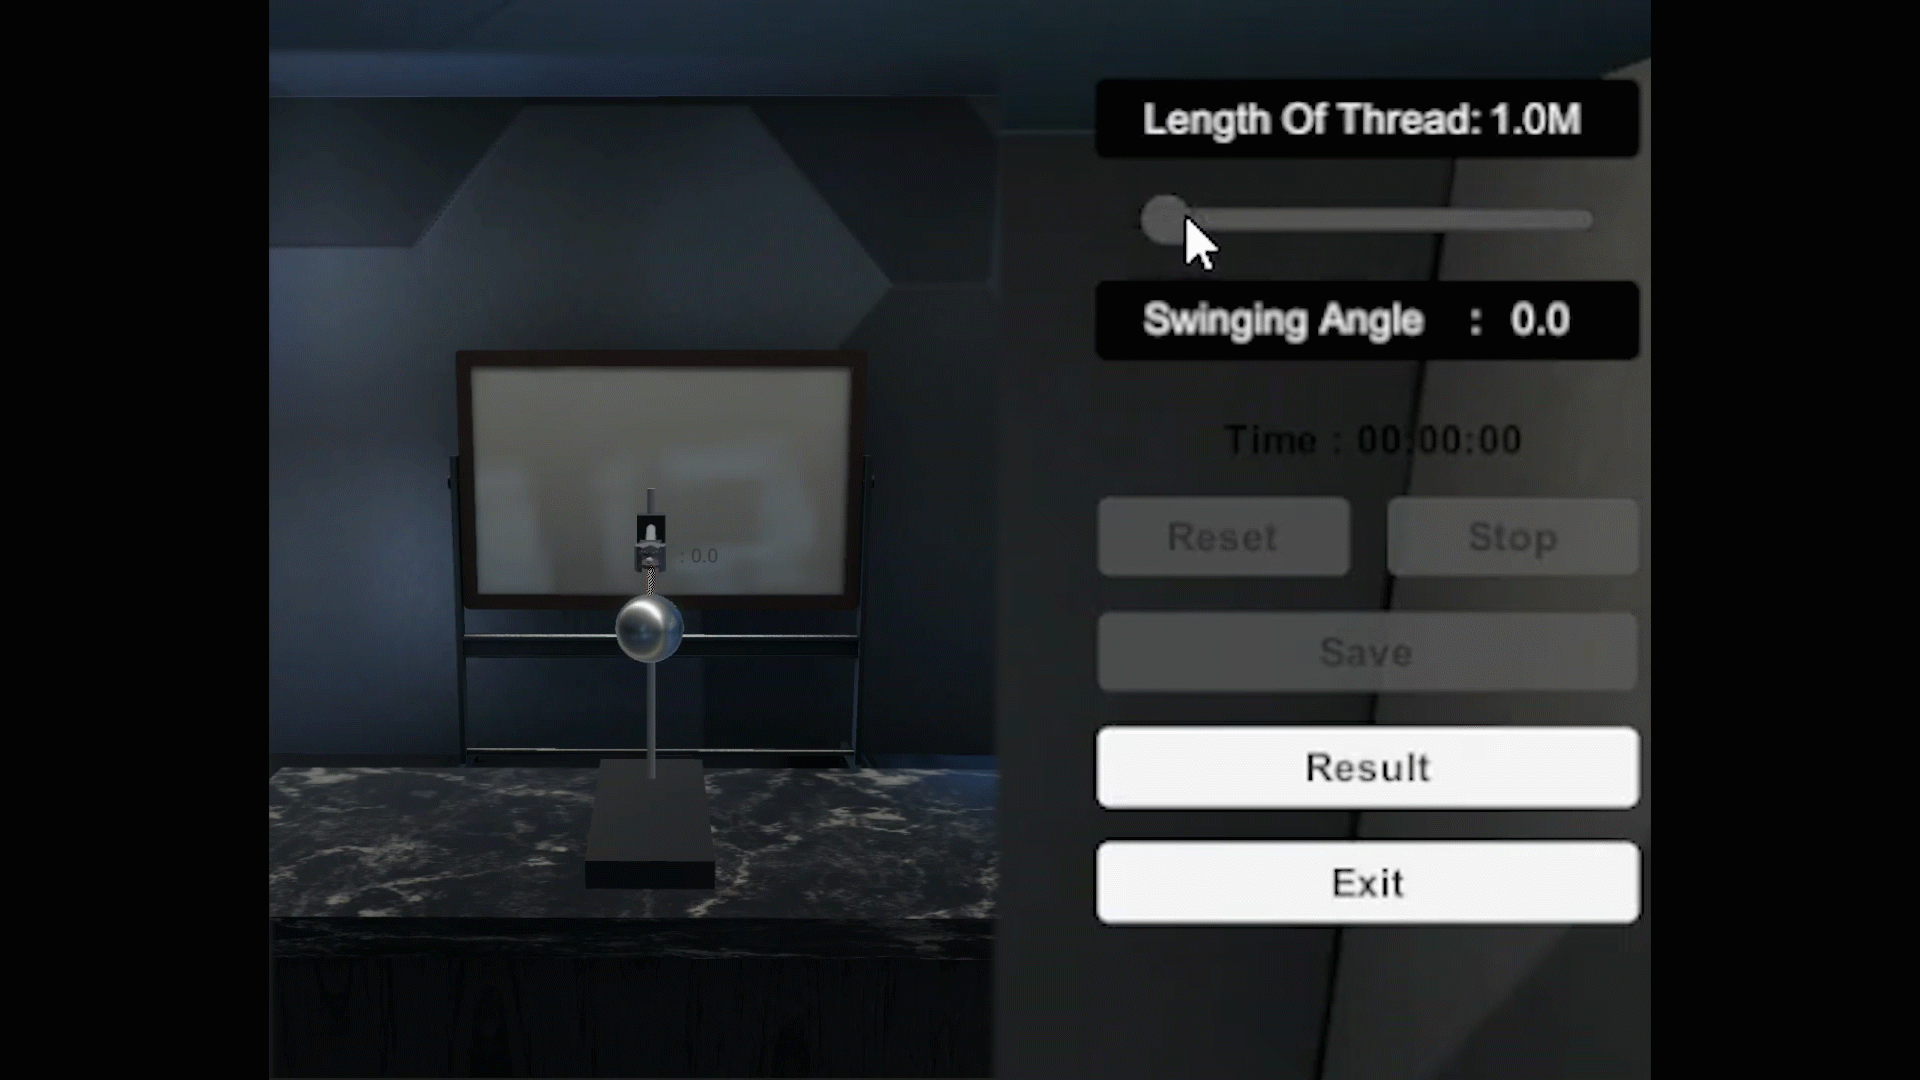 Length Of Thread: 1.0M
Swinging Angle : 0.0
Time : 00:00:00
: 0.0
Reset
Stop
Save
Result
Exit